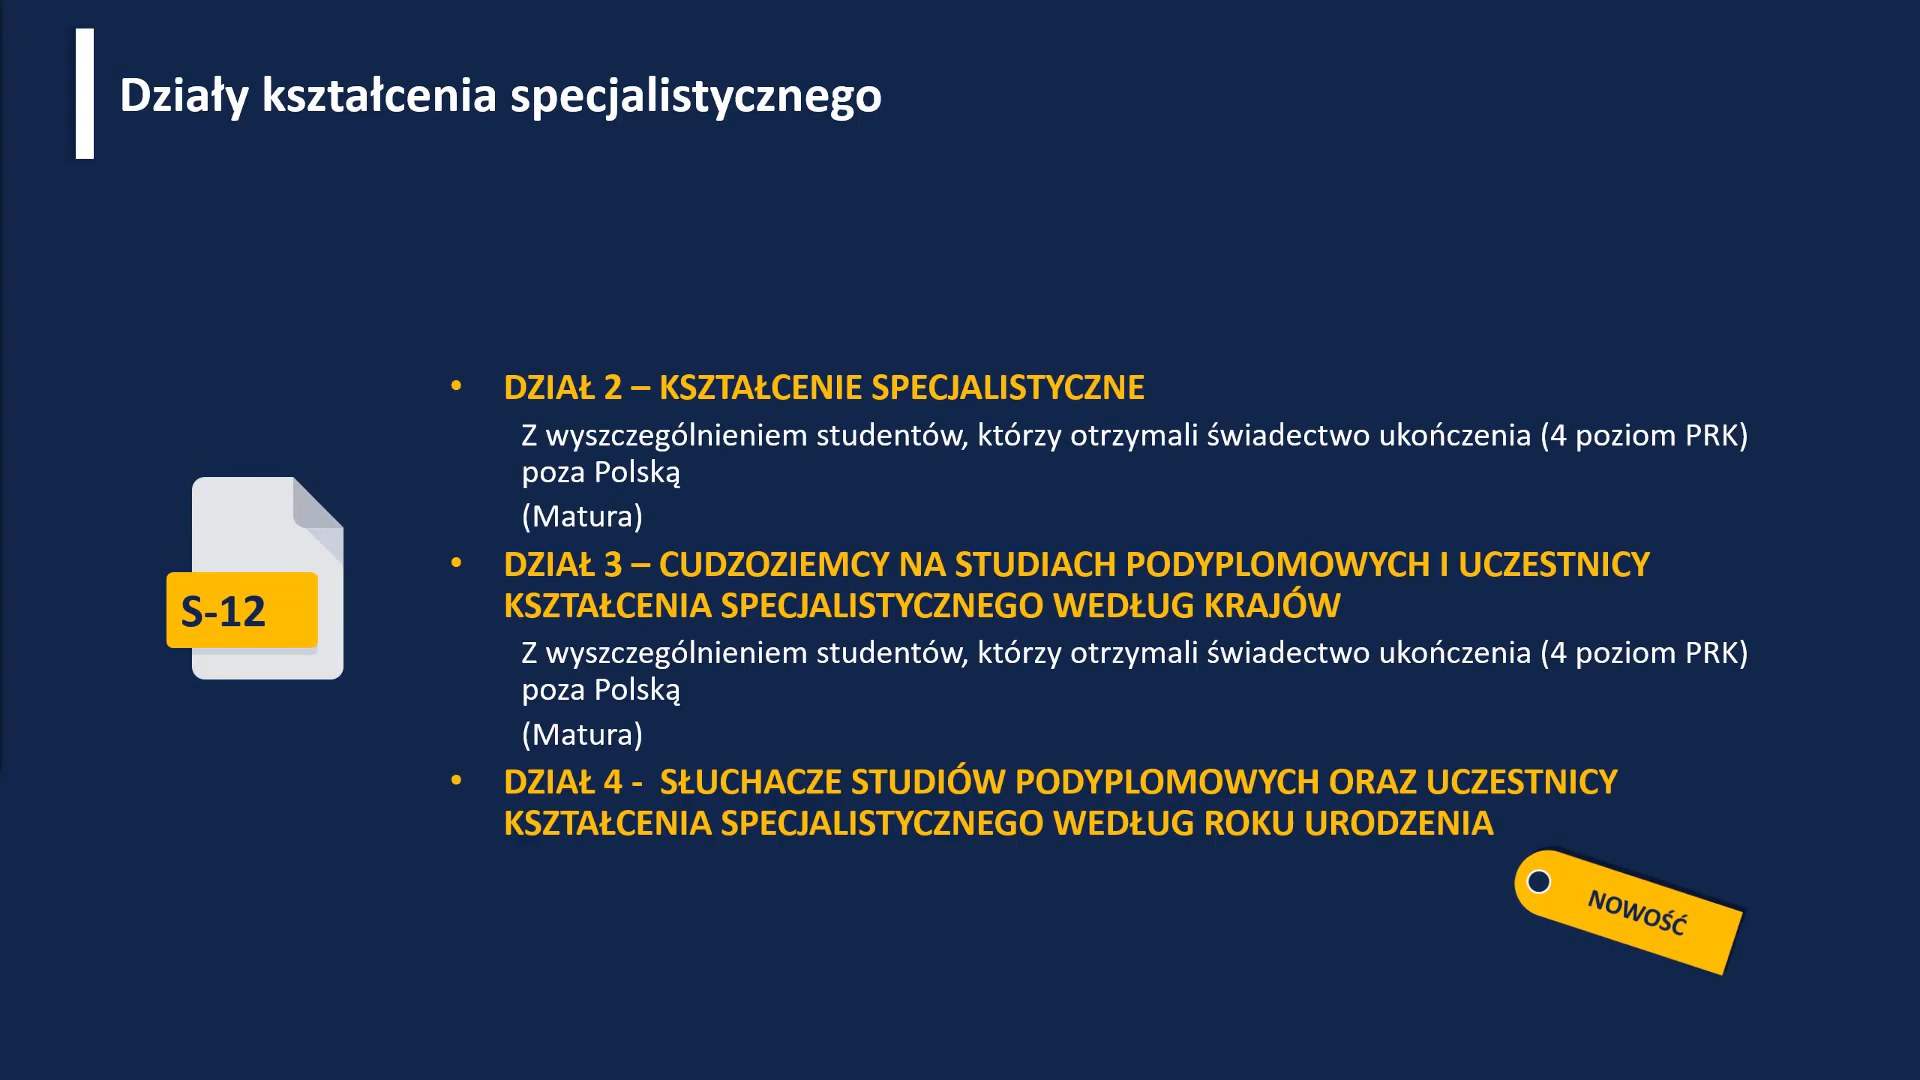 Działy kształcenia specjalistycznego
• DZIAŁ 2 – KSZTAŁCENIE SPECJALISTYCZNE
Z wyszczególnieniem studentów, którzy otrzymali świadectwo ukończenia (4 poziom PRK)
poza Polską
(Matura)
• DZIAŁ 3 – CUDZOZIEMCY NA STUDIACH PODYPLOMOWYCH I UCZESTNICY
KSZTAŁCENIA SPECJALISTYCZNEGO WEDŁUG KRAJÓW
Z wyszczególnieniem studentów, którzy otrzymali świadectwo ukończenia (4 poziom PRK)
poza Polską
(Matura)
• DZIAŁ 4 - SŁUCHACZE STUDIÓW PODYPLOMOWYCH ORAZ UCZESTNICY
KSZTAŁCENIA SPECJALISTYCZNEGO WEDŁUG ROKU URODZENIA
S-12
NOWOŚĆ